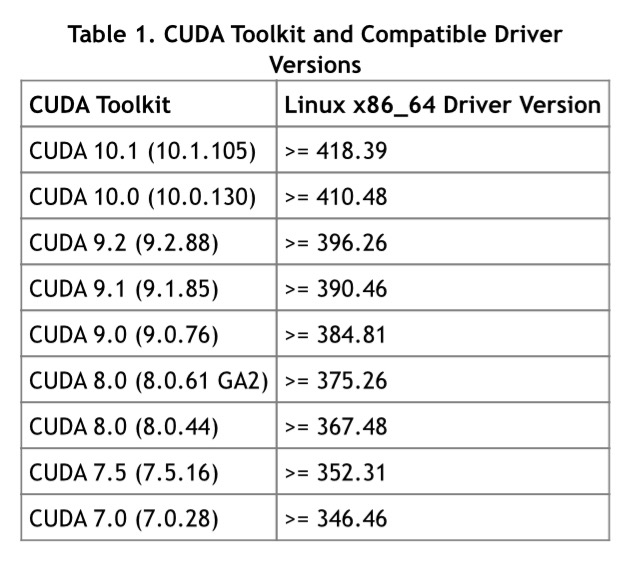 Table 1. CUDA Toolkit and Compatible Driver
Versions
CUDA Toolkit Linux x86_64 Driver Version
CUDA 10.1 (10.1.105) >= 418.39
CUDA 10.0 (10.0.130) >= 410.48
CUDA 9.2 (9.2.88) >= 396.26
CUDA 9.1 (9.1.85) >= 390.46
CUDA 9.0 (9.0.76) >= 384.81
CUDA 8.0 (8.0.61 GA2) >= 375.26
CUDA 8.0 (8.0.44) >= 367.48
CUDA 7.5 (7.5.16) >= 352.31
CUDA 7.0 (7.0.28) >= 346.46